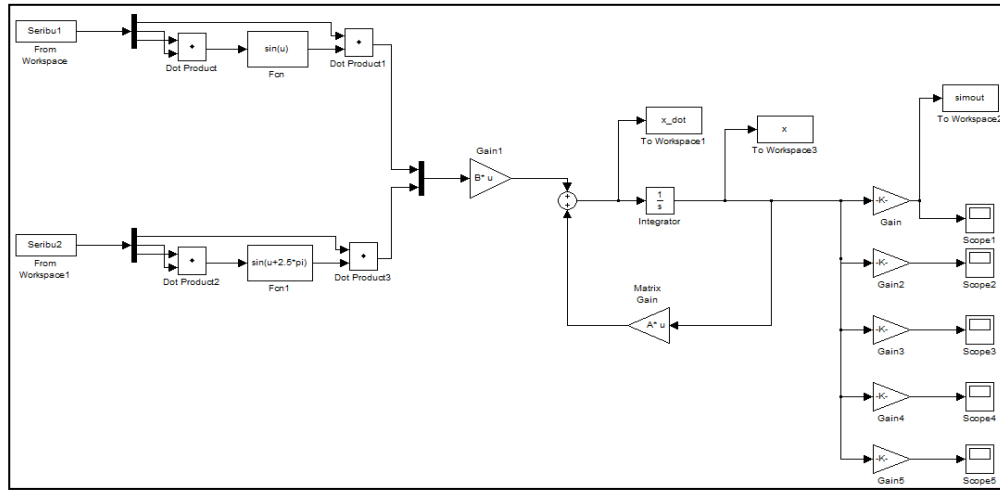 Seribu1
From
Workspace
Dot Product
sin(u)
Fcn
Dot Product1
Seribu2
From
Workspace1
Dot Product2
sin(u+2.5*pi)
Fcn1
Dot Product3
Gain1
B* u
+
+
x_dot
To Workspace1
1
s
Integrator
x
To Workspace3
Matrix
Gain
A* u
simout
To Workspace2
-K-
Gain
Scope1
-K-
Gain2
Scope2
-K-
Gain3
Scope3
-K-
Gain4
Scope4
-K-
Gain5
Scope5